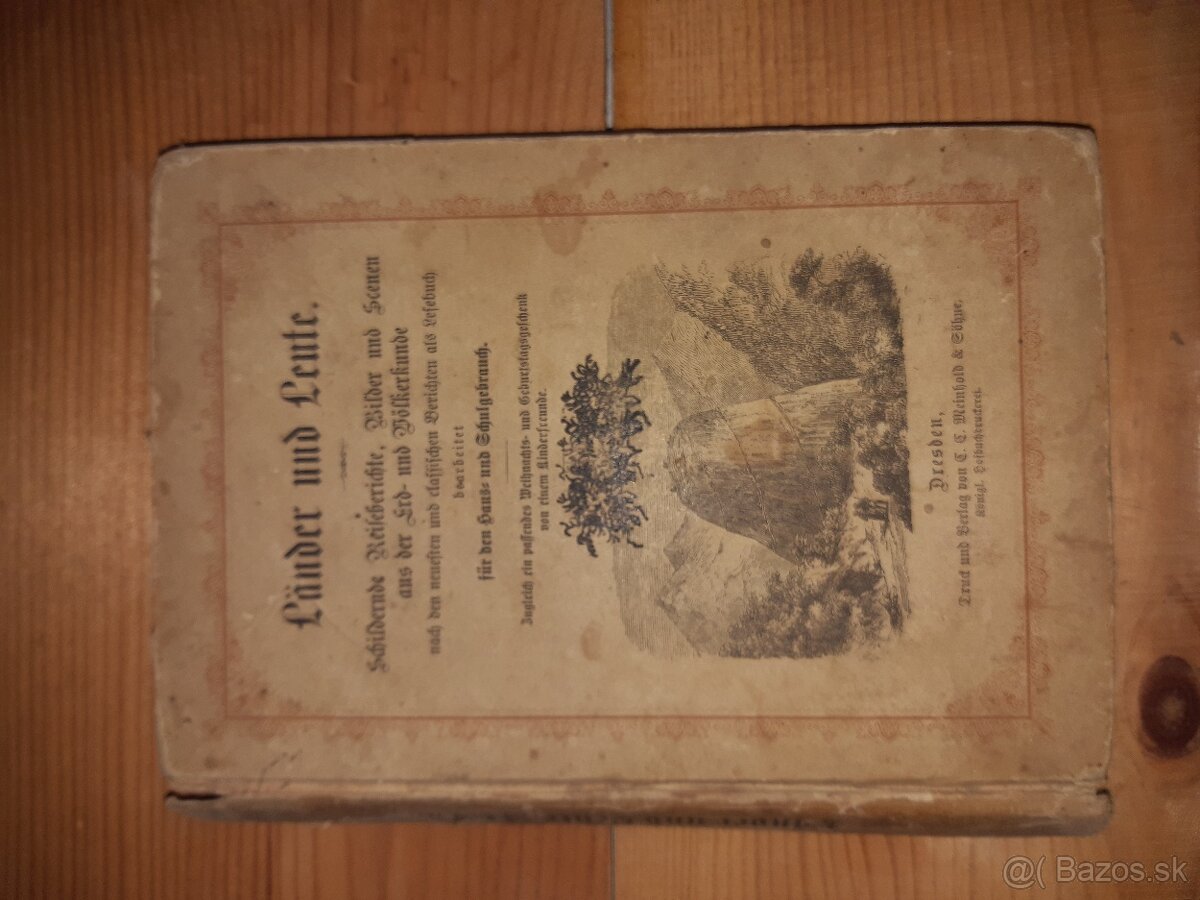 Länder und Leute.
Schildernde Reiseberichte, Bilder und Scenen
aus der Erd- und Völkerkunde
nach den neuesten und classischen Berichten als Lesebuch
bearbeitet
für den Haus- und Schulgebrauch.
Zugleich ein passendes Weihnachts- und Geburtstagsgeschenk
von einem Kinderfreunde.
Dresden,
Druck und Verlag von C. C. Meinhold & Söhne,
Königl. Hofbuchdruckerei.
@( Bazos.sk